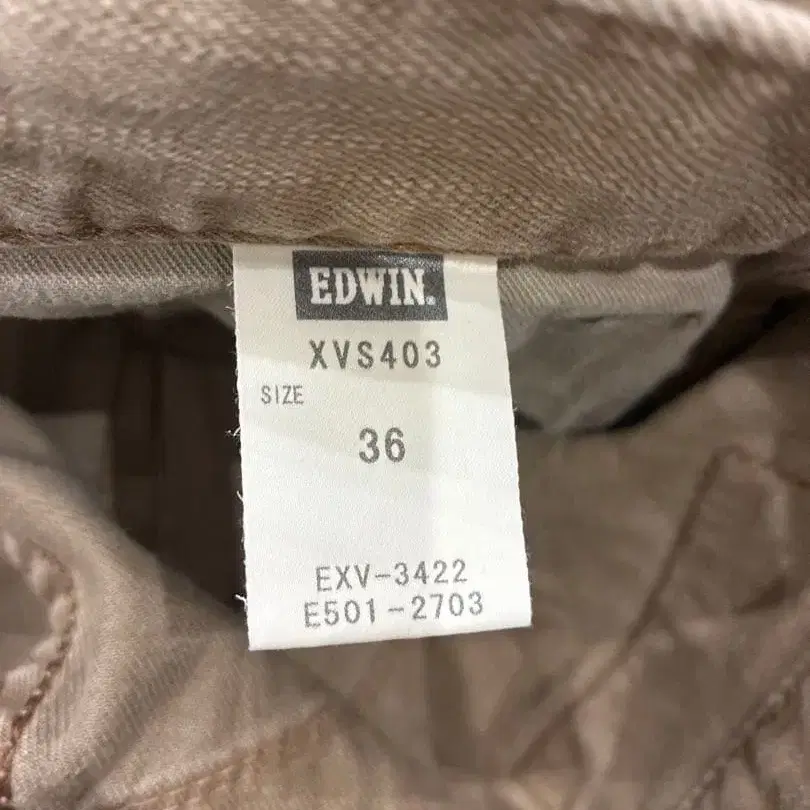 EDWIN.
XVS403
SIZE
36
EXV-3422
E501-2703